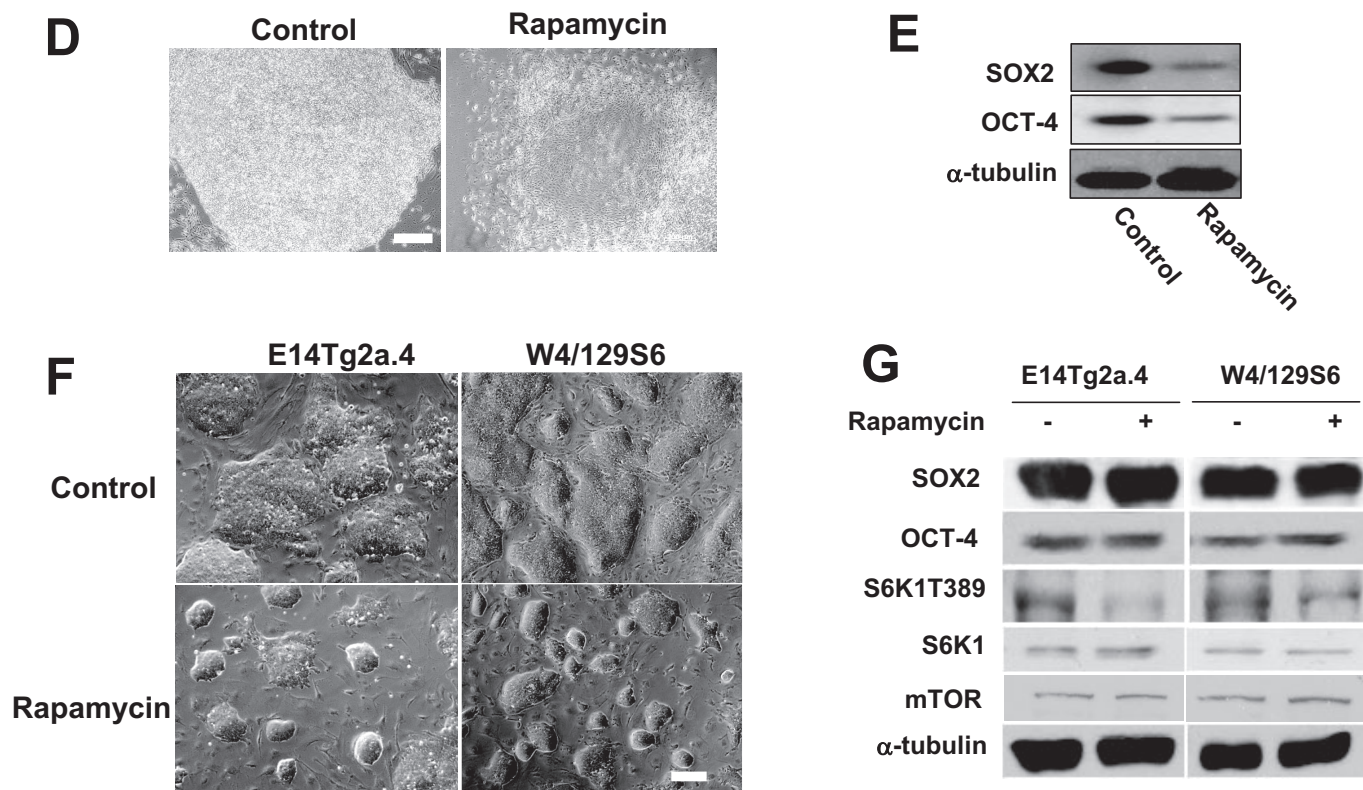 D
Control
Rapamycin
E
SOX2
OCT-4
α-tubulin
Control
Rapamycin
F
E14Tg2a.4
W4/129S6
Control
Rapamycin
G
E14Tg2a.4
W4/129S6
Rapamycin
-
+
-
+
SOX2
OCT-4
S6K1T389
S6K1
mTOR
α-tubulin